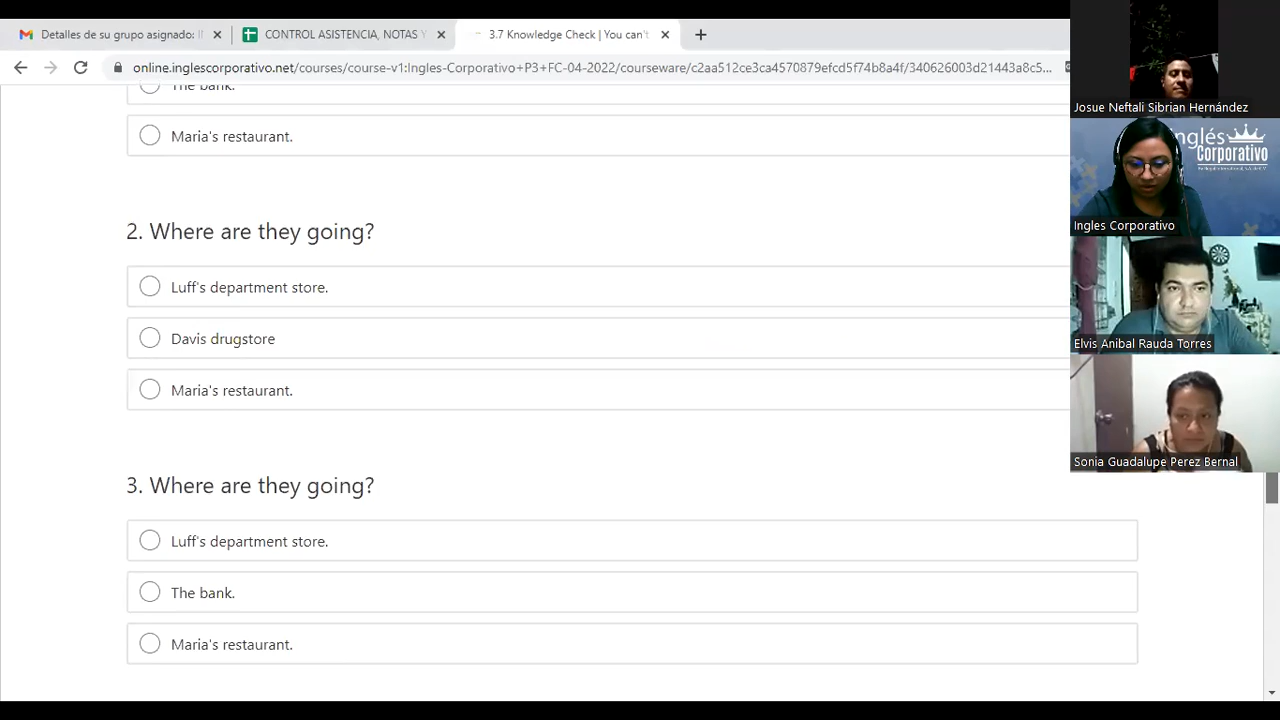 Detalles de su grupo asignado: I
CONTROL ASISTENCIA, NOTAS Y
3.7 Knowledge Check | You can't
online.inglescorporativo.net/courses/course-v1:Ingles-Corporativo+P3+FC-04-2022/courseware/c2aa512ce3ca4570879efcd5f74b8a4f/340626003d21443a8c5...
The bank.
Maria's restaurant.
2. Where are they going?
Luff's department store.
Davis drugstore
Maria's restaurant.
3. Where are they going?
Luff's department store.
The bank.
Maria's restaurant.
Josue Neftali Sibrian Hernández
inglés
Corporativo
Ingles Corporativo
Elvis Anibal Rauda Torres
Sonia Guadalupe Perez Bernal